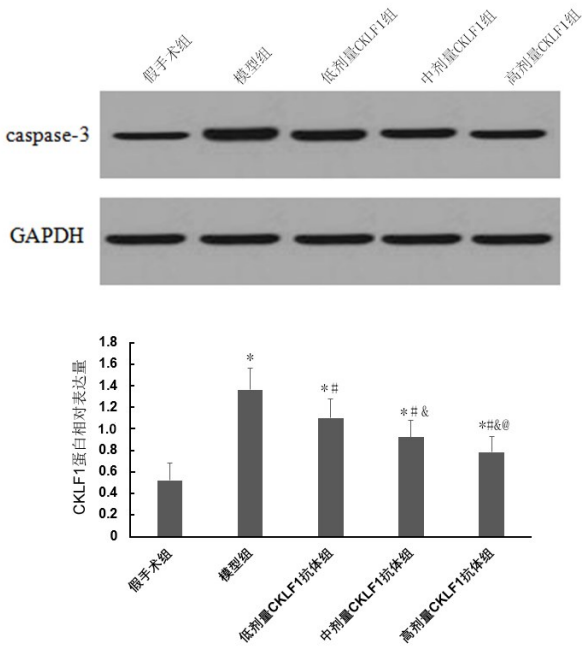 假手术组
模型组
低剂量CKLF1组
中剂量CKLF1组
高剂量CKLF1组
caspase-3
GAPDH
CKLF1蛋白相对表达量
1.8
1.6
1.4
1.2
1.0
0.8
0.6
0.4
0.2
0
*
*#
*#&
*#&@
假手术组
模型组
低剂量CKLF1抗体组
中剂量CKLF1抗体组
高剂量CKLF1抗体组